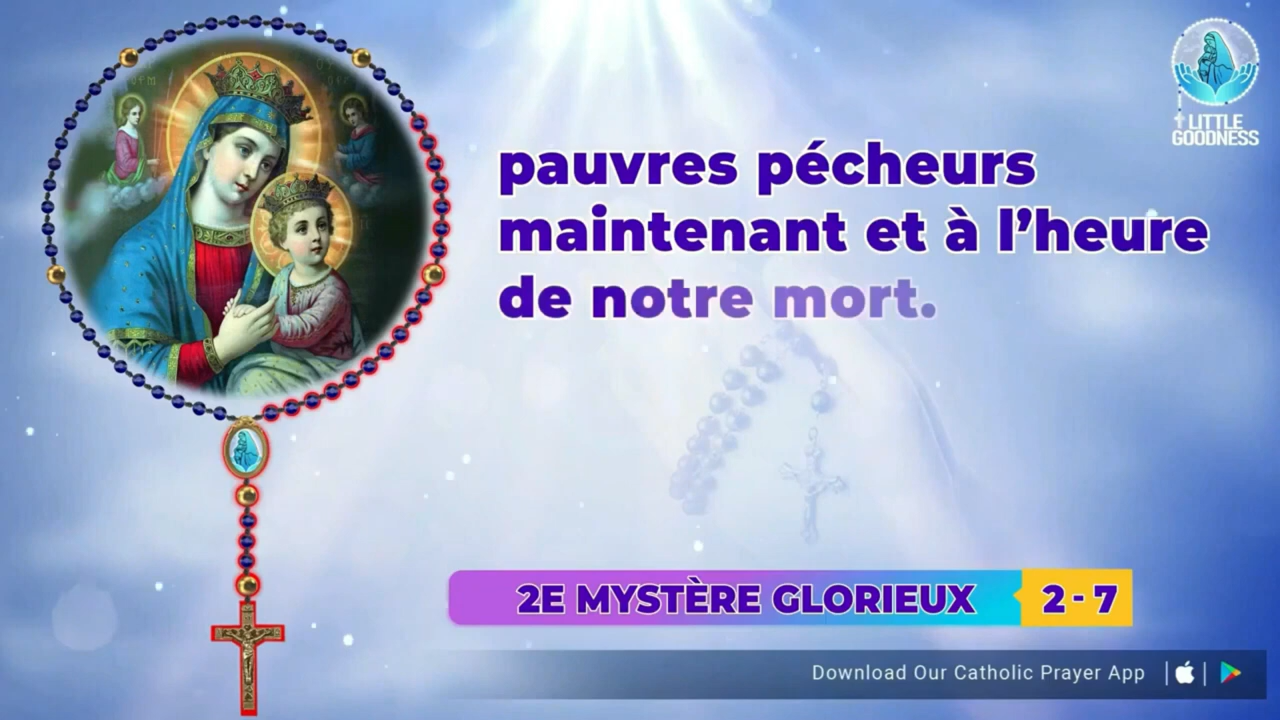 LITTLE
GOODNESS
pauvres pécheurs
maintenant et à l’heure
de notre mort.
2E MYSTÈRE GLORIEUX 2 - 7
Download Our Catholic Prayer App